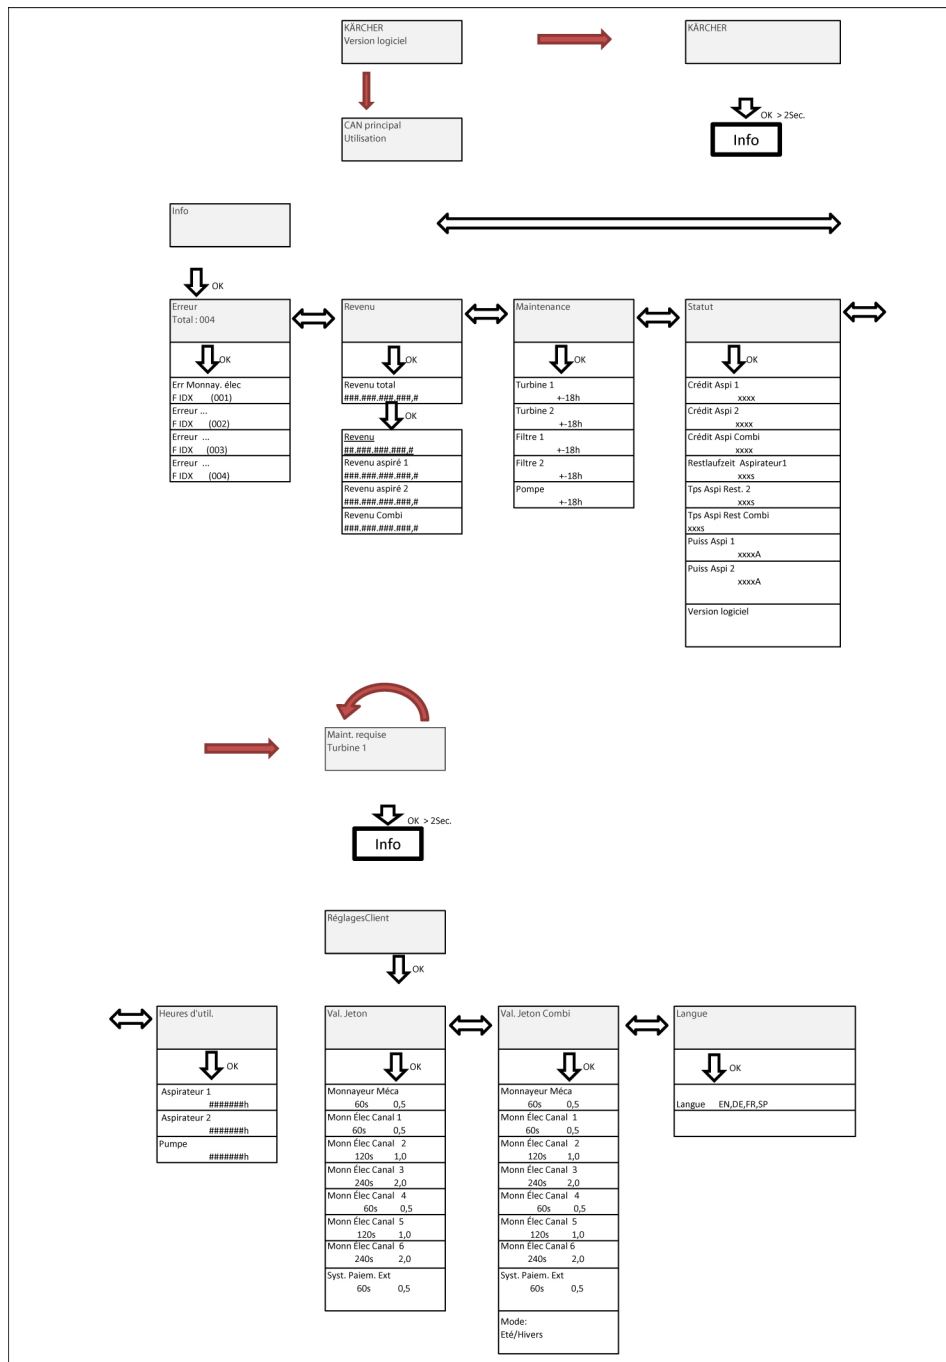 KÄRCHER
Version logiciel
KÄRCHER
CAN principal
Utilisation
OK > 2Sec.
Info
Info
OK
Erreur
Total : 004
OK
Err Monnay. élec
F IDX (001)
Erreur ...
F IDX (002)
Erreur ...
F IDX (003)
Erreur ...
F IDX (004)
Revenu
OK
Revenu total
###.###.###.###,#
OK
Revenu
##.###.###.###,#
Revenu aspiré 1
###.###.###.###,#
Revenu aspiré 2
###.###.###.###,#
Revenu Combi
###.###.###.###,#
Maintenance
OK
Turbine 1
+-18h
Turbine 2
+-18h
Filtre 1
+-18h
Filtre 2
+-18h
Pompe
+-18h
Statut
OK
Crédit Aspi 1
xxxx
Crédit Aspi 2
xxxx
Crédit Aspi Combi
xxxx
Restlaufzeit Aspirateur1
xxxs
Tps Aspi Rest. 2
xxxs
Tps Aspi Rest Combi
xxxs
Puiss Aspi 1
xxxxA
Puiss Aspi 2
xxxxA
Version logiciel
Maint. requise
Turbine 1
OK > 2Sec.
Info
RéglagesClient
OK
Heures d'util.
OK
Aspirateur 1
#######h
Aspirateur 2
#######h
Pumpe
#######h
Val. Jeton
OK
Monnayeur Méca
60s 0,5
Monn Élec Canal 1
60s 0,5
Monn Élec Canal 2
120s 1,0
Monn Élec Canal 3
240s 2,0
Monn Élec Canal 4
60s 0,5
Monn Élec Canal 5
120s 1,0
Monn Élec Canal 6
240s 2,0
Syst. Paiem. Ext
60s 0,5
Val. Jeton Combi
OK
Monnayeur Méca
60s 0,5
Monn Élec Canal 1
60s 0,5
Monn Élec Canal 2
120s 1,0
Monn Élec Canal 3
240s 2,0
Monn Élec Canal 4
60s 0,5
Monn Élec Canal 5
120s 1,0
Monn Élec Canal 6
240s 2,0
Syst. Paiem. Ext
60s 0,5
Mode:
Eté/Hivers
Langue
OK
Langue EN,DE,FR,SP